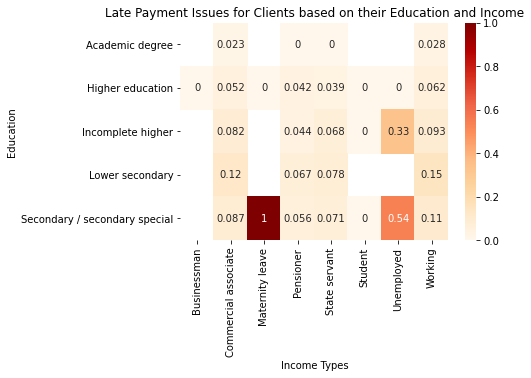 Late Payment Issues for Clients based on their Education and Income
Education
Academic degree 0.023 0 0 0.028
Higher education 0 0.052 0 0.042 0.039 0 0 0.062
Incomplete higher 0.082 0.044 0.068 0 0.33 0.093
Lower secondary 0.12 0.067 0.078 0.15
Secondary / secondary special 0.087 1 0.056 0.071 0 0.54 0.11
Businessman
Commercial associate
Maternity leave
Pensioner
State servant
Student
Unemployed
Working
Income Types
1.0
0.8
0.6
0.4
0.2
0.0